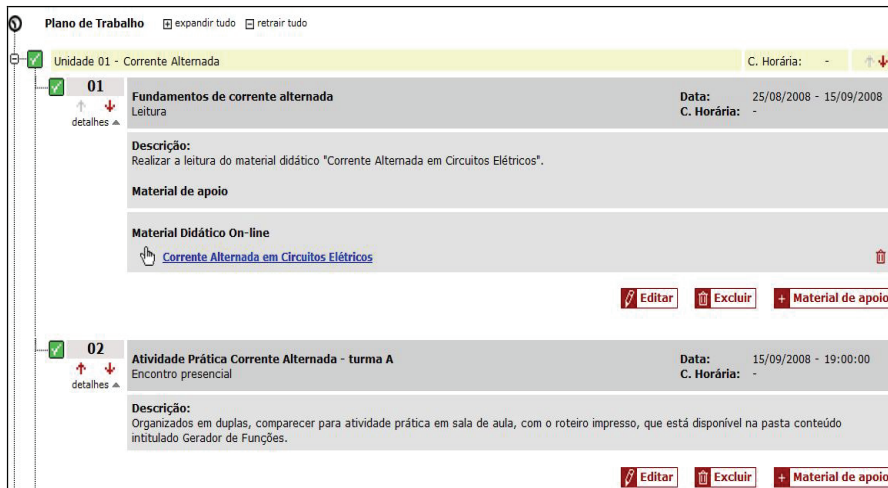 Plano de Trabalho expandir tudo retrair tudo
Unidade 01 - Corrente Alternada C. Horária: -
01
detalhes
Fundamentos de corrente alternada Data: 25/08/2008 - 15/09/2008
Leitura C. Horária: -
Descrição:
Realizar a leitura do material didático "Corrente Alternada em Circuitos Elétricos".
Material de apoio
Material Didático On-line
Corrente Alternada em Circuitos Elétricos
Editar Excluir + Material de apoio
02
detalhes
Atividade Prática Corrente Alternada - turma A Data: 15/09/2008 - 19:00:00
Encontro presencial C. Horária: -
Descrição:
Organizados em duplas, comparecer para atividade prática em sala de aula, com o roteiro impresso, que está disponível na pasta conteúdo
intitulado Gerador de Funções.
Editar Excluir + Material de apoio